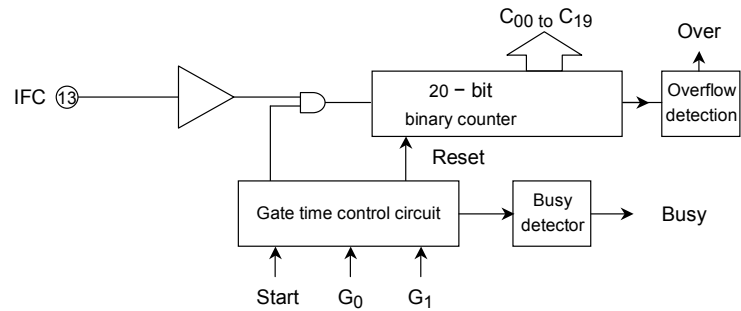 C00 to C19
Over
IFC 13
20 − bit
binary counter
Overflow
detection
Reset
Gate time control circuit
Busy
detector
Busy
Start G0 G1